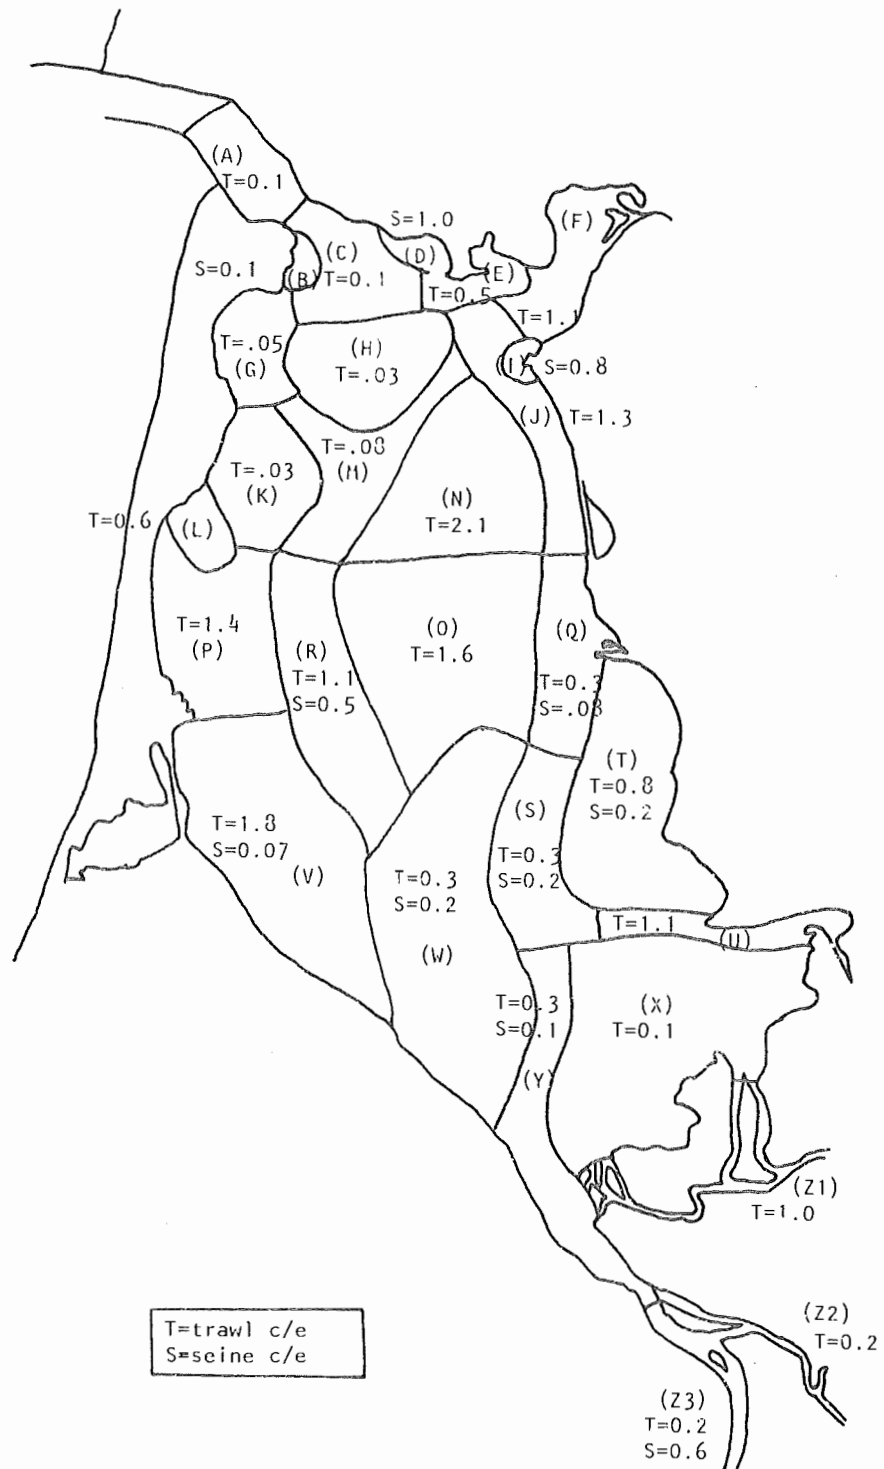 (A)
T=0.1
S=1.0
(F)
(C)
(D)
S=0.1
(B)
T=0.1
(E)
T=0.5
T=1.1
T=.05
(G)
(H)
T=.03
(I)
S=0.8
(J)
T=1.3
T=.08
(M)
T=.03
(K)
(N)
T=2.1
T=0.6
(L)
T=1.4
(P)
(R)
T=1.1
S=0.5
(O)
T=1.6
(Q)
T=0.3
S=.08
(T)
T=0.8
S=0.2
T=1.8
S=0.07
(V)
(S)
T=0.3
S=0.2
T=0.3
S=0.2
(W)
T=1.1
(U)
T=0.3
S=0.1
(Y)
(X)
T=0.1
(Z1)
T=1.0
T=trawl c/e
S=seine c/e
(Z2)
T=0.2
(Z3)
T=0.2
S=0.6